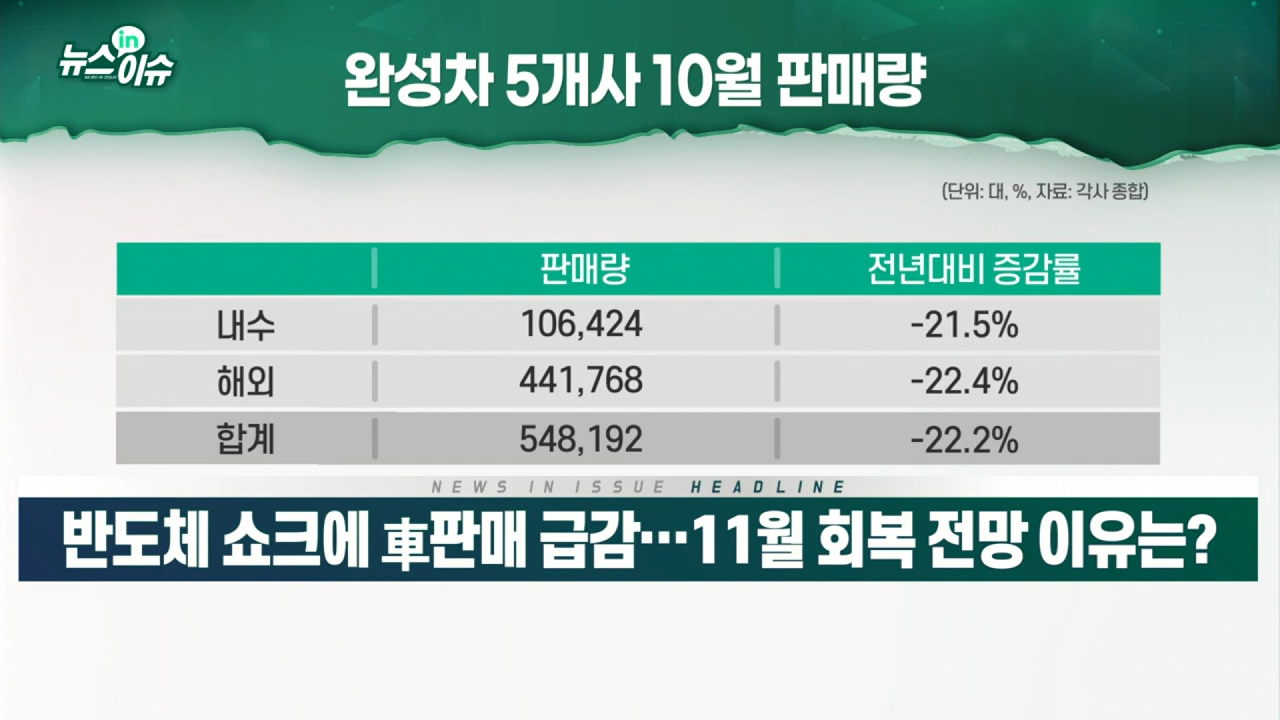 뉴스in이슈
완성차 5개사 10월 판매량
(단위: 대, %, 자료: 각사 종합)
판매량 전년대비 증감률
내수 106,424 -21.5%
해외 441,768 -22.4%
합계 548,192 -22.2%
NEWS IN ISSUE HEADLINE
반도체 쇼크에 車판매 급감…11월 회복 전망 이유는?